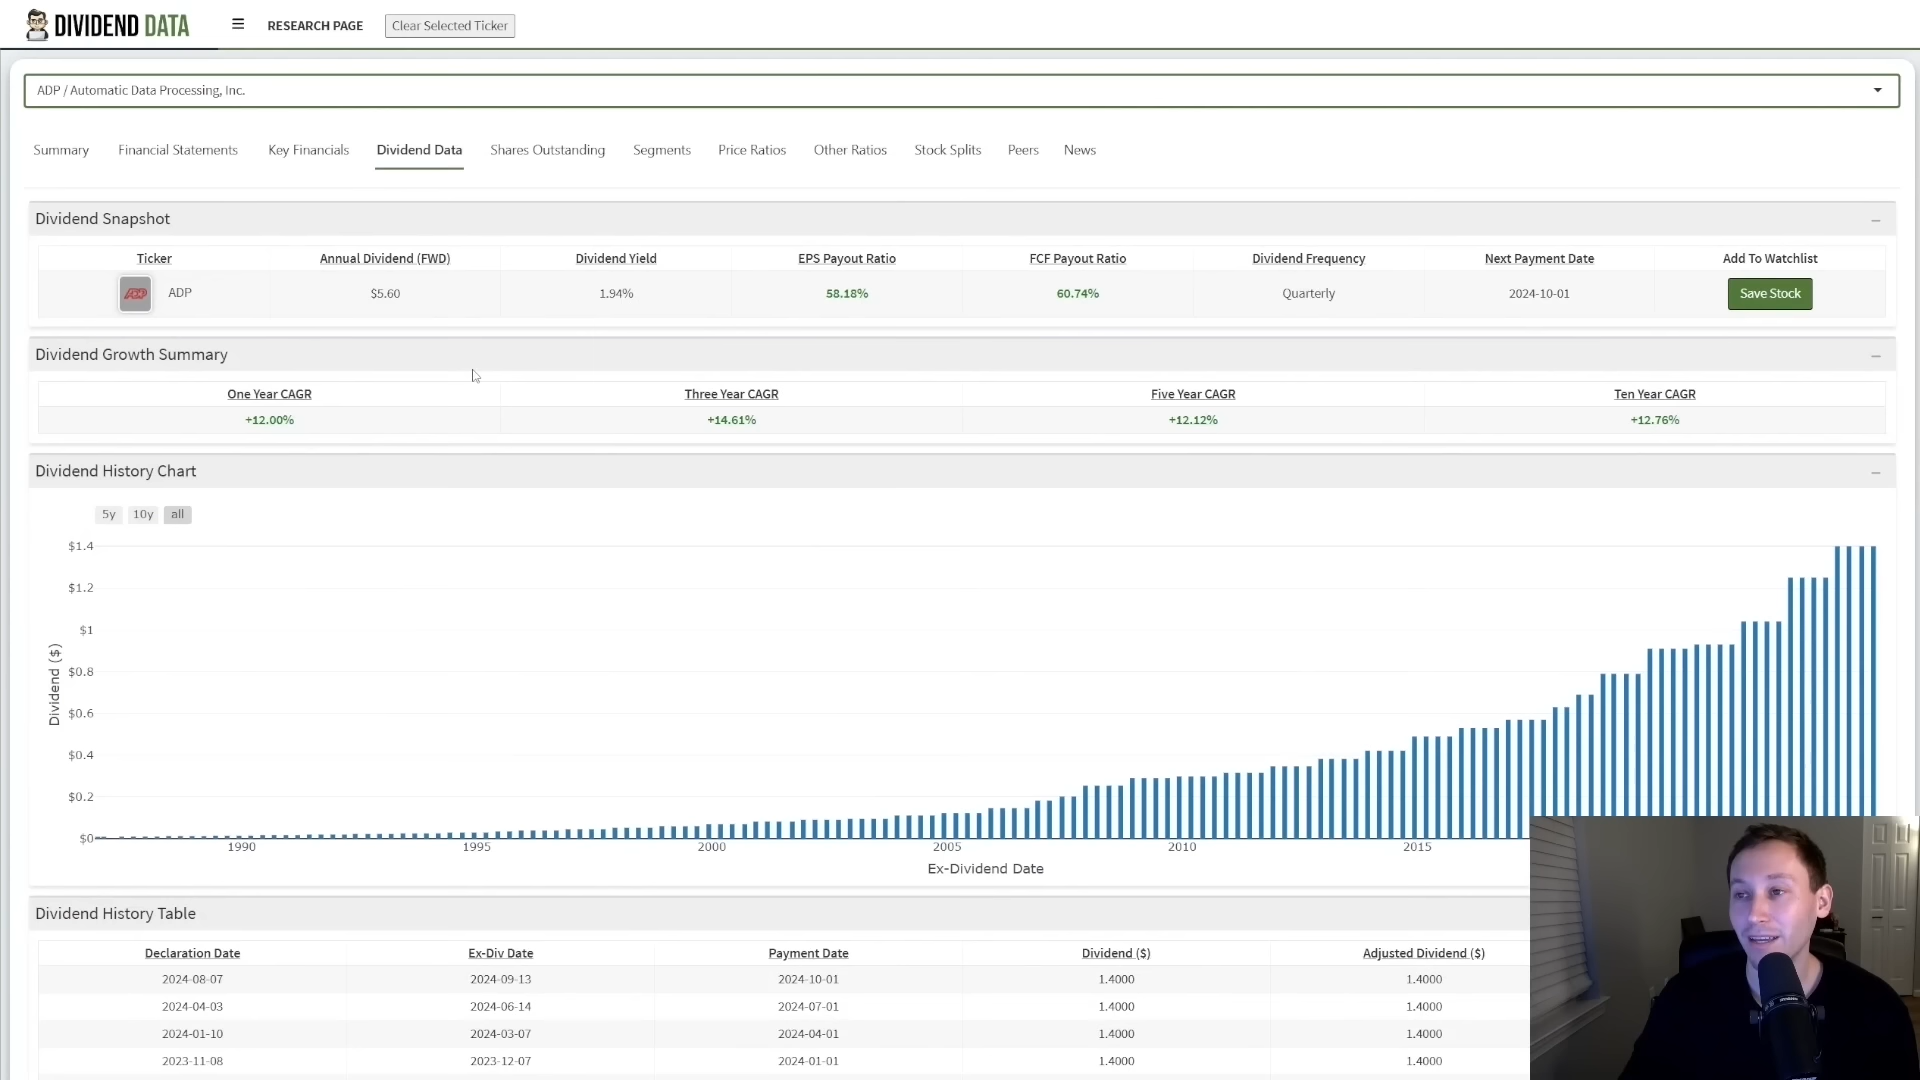 DIVIDEND DATA
RESEARCH PAGE
Clear Selected Ticker
ADP / Automatic Data Processing, Inc.
Summary Financial Statements Key Financials Dividend Data Shares Outstanding Segments Price Ratios Other Ratios Stock Splits Peers News
Dividend Snapshot
Ticker Annual Dividend (FWD) Dividend Yield EPS Payout Ratio FCF Payout Ratio Dividend Frequency Next Payment Date Add To Watchlist
ADP ADP $5.60 1.94% 58.18% 60.74% Quarterly 2024-10-01 Save Stock
Dividend Growth Summary
One Year CAGR Three Year CAGR Five Year CAGR Ten Year CAGR
+12.00% +14.61% +12.12% +12.76%
Dividend History Chart
5y 10y all
$1.4
$1.2
$1
$0.8
$0.6
$0.4
$0.2
$0
Dividend ($)
1990 1995 2000 2005 2010 2015
Ex-Dividend Date
Dividend History Table
Declaration Date Ex-Div Date Payment Date Dividend ($) Adjusted Dividend ($)
2024-08-07 2024-09-13 2024-10-01 1.4000 1.4000
2024-04-03 2024-06-14 2024-07-01 1.4000 1.4000
2024-01-10 2024-03-07 2024-04-01 1.4000 1.4000
2023-11-08 2023-12-07 2024-01-01 1.4000 1.4000